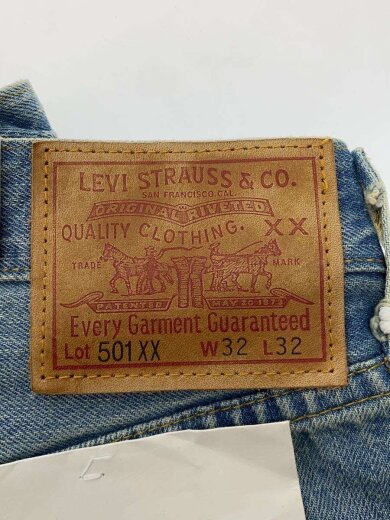 LEVI STRAUSS & CO.
SAN FRANCISCO CAL.
ORIGINAL RIVETED
QUALITY CLOTHING. XX
TRADE MARK
PATENTED MAY 20 1873
Every Garment Guaranteed
Lot 501XX W32 L32